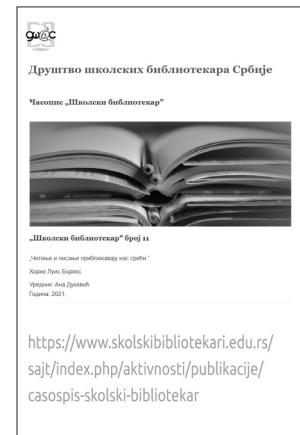 дшбс
Друштво школских библиотекара Србије
Часопис „Школски библиотекар”
„Школски библиотекар” број 11
„Читање и писање приближавају нас срећи.”
Хорхе Луис Борхес
Уредник: Ана Дуковић
Година: 2021.
https://www.skolskibibliotekari.edu.rs/
sajt/index.php/aktivnosti/publikacije/
casospis-skolski-bibliotekar